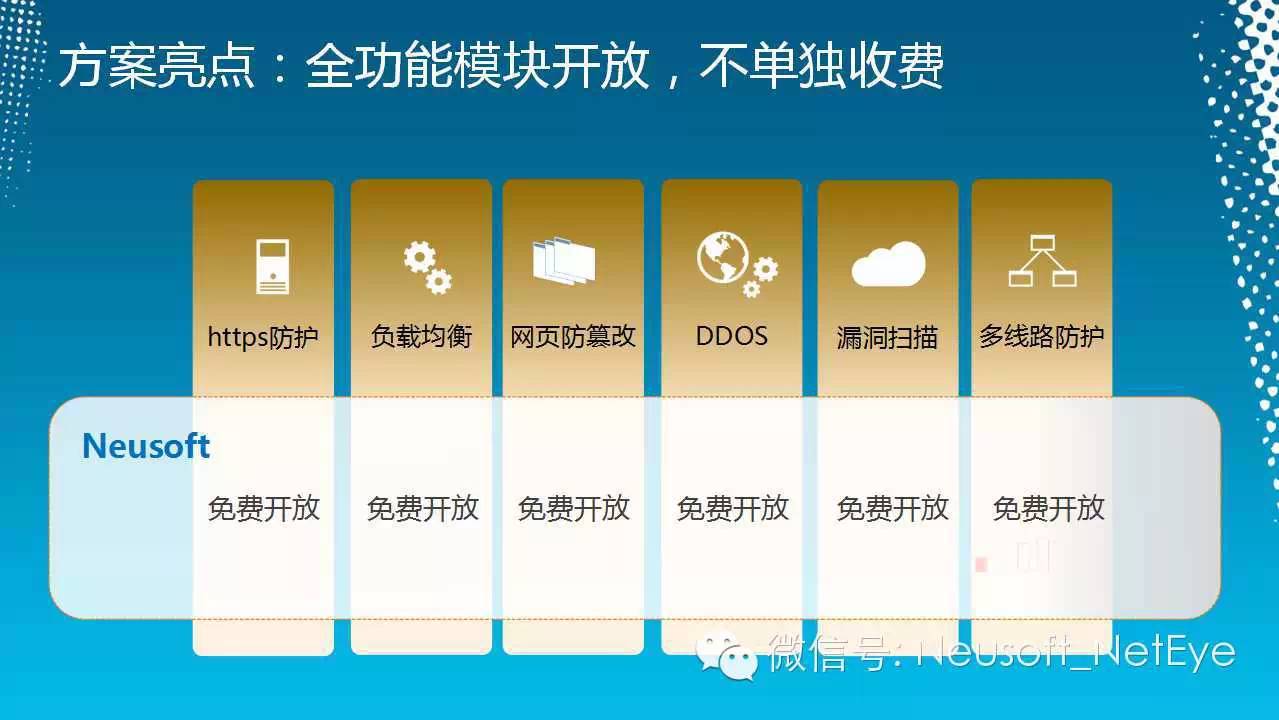 方案亮点：全功能模块开放，不单独收费
https防护 负载均衡 网页防篡改 DDOS 漏洞扫描 多线路防护
Neusoft
免费开放 免费开放 免费开放 免费开放 免费开放 免费开放
微信号: Neusoft_NetEye